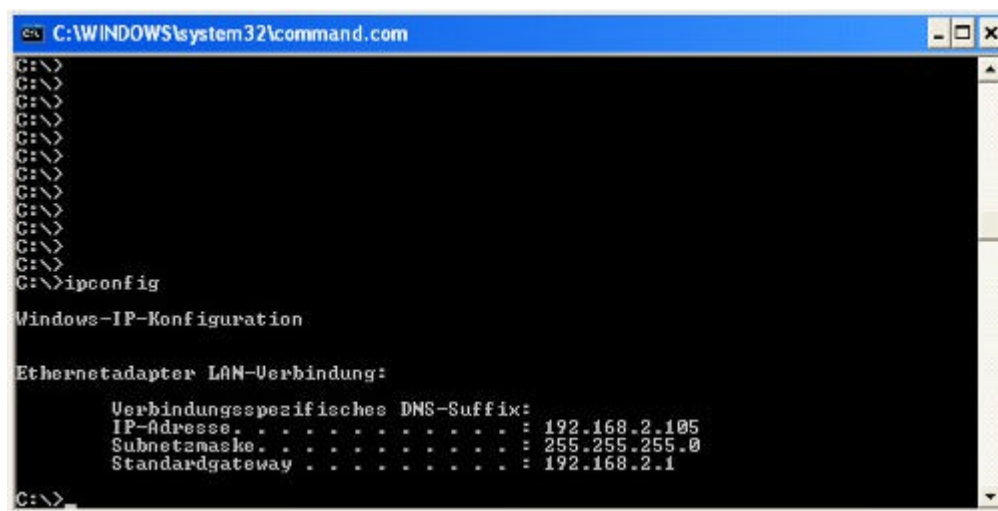 C:\WINDOWS\system32\command.com
C:\>
C:\>
C:\>
C:\>
C:\>
C:\>
C:\>
C:\>
C:\>
C:\>
C:\>
C:\>
C:\>ipconfig
Windows-IP-Konfiguration
Ethernetadapter LAN-Verbindung:
Verbindungsspezifisches DNS-Suffix:
IP-Adresse. . . . . . . . . . . . : 192.168.2.105
Subnetzmaske. . . . . . . . . . . : 255.255.255.0
Standardgateway . . . . . . . . . : 192.168.2.1
C:\>_